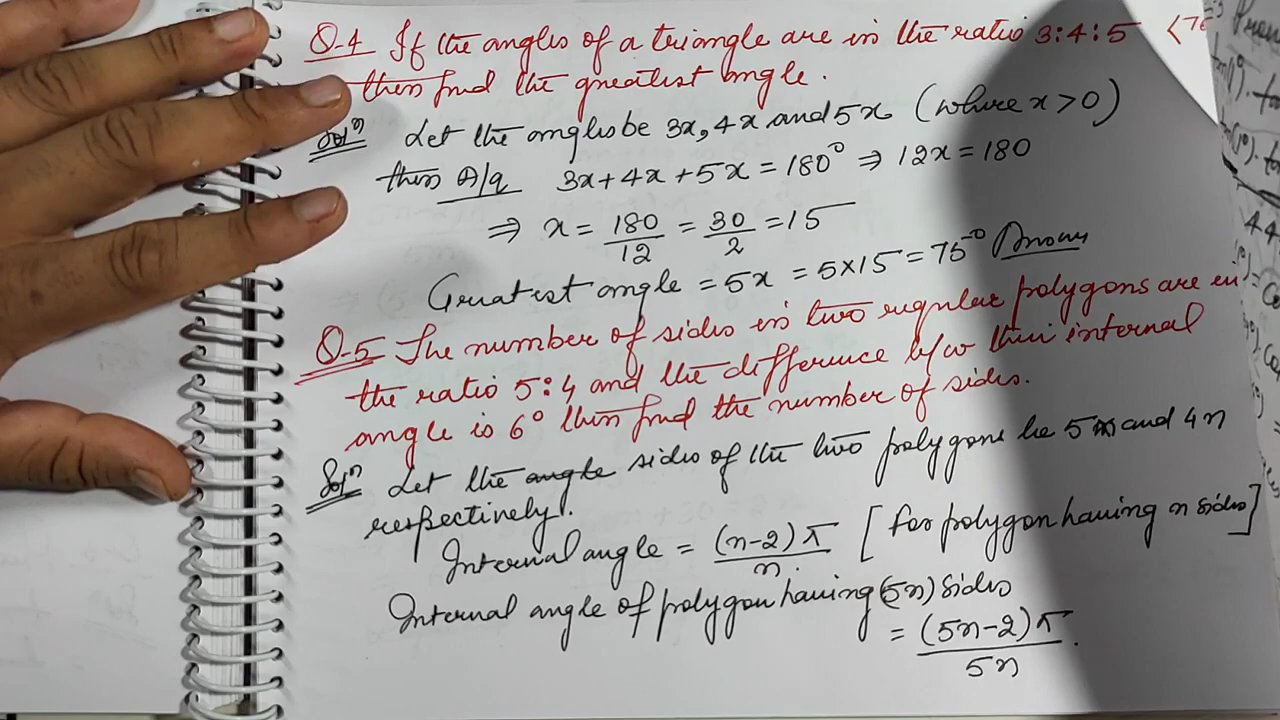 Q-4 If the angles of a triangle are in the ratio 3:4:5
then find the greatest angle.
Solⁿ Let the angles be 3x, 4x and 5x (where x>0)
then A/q 3x+4x+5x=180° ⇒ 12x=180
⇒ x = 180/12 = 30/2 = 15
Greatest angle = 5x = 5×15 = 75°
Q-5 The number of sides in two regular polygons are in
the ratio 5:4 and the difference b/w their internal
angle is 6° then find the number of sides.
Solⁿ Let the angle sides of the two polygons be 5n and 4n
respectively.
Internal angle = (n-2)π/n. [for polygon having n sides]
Internal angle of polygon having (5n) sides
= (5n-2)π/5n.